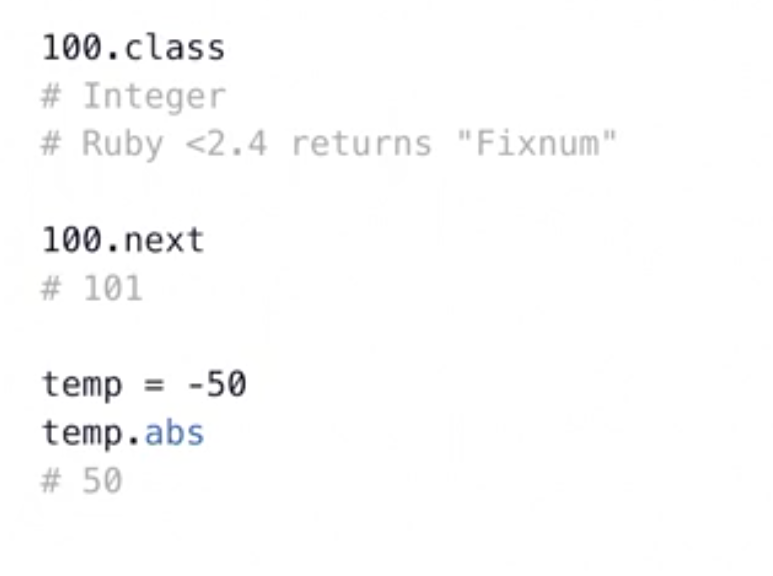 100.class
# Integer
# Ruby <2.4 returns "Fixnum"
100.next
# 101
temp = -50
temp.abs
# 50